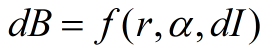 dB = f(r, α, dI)